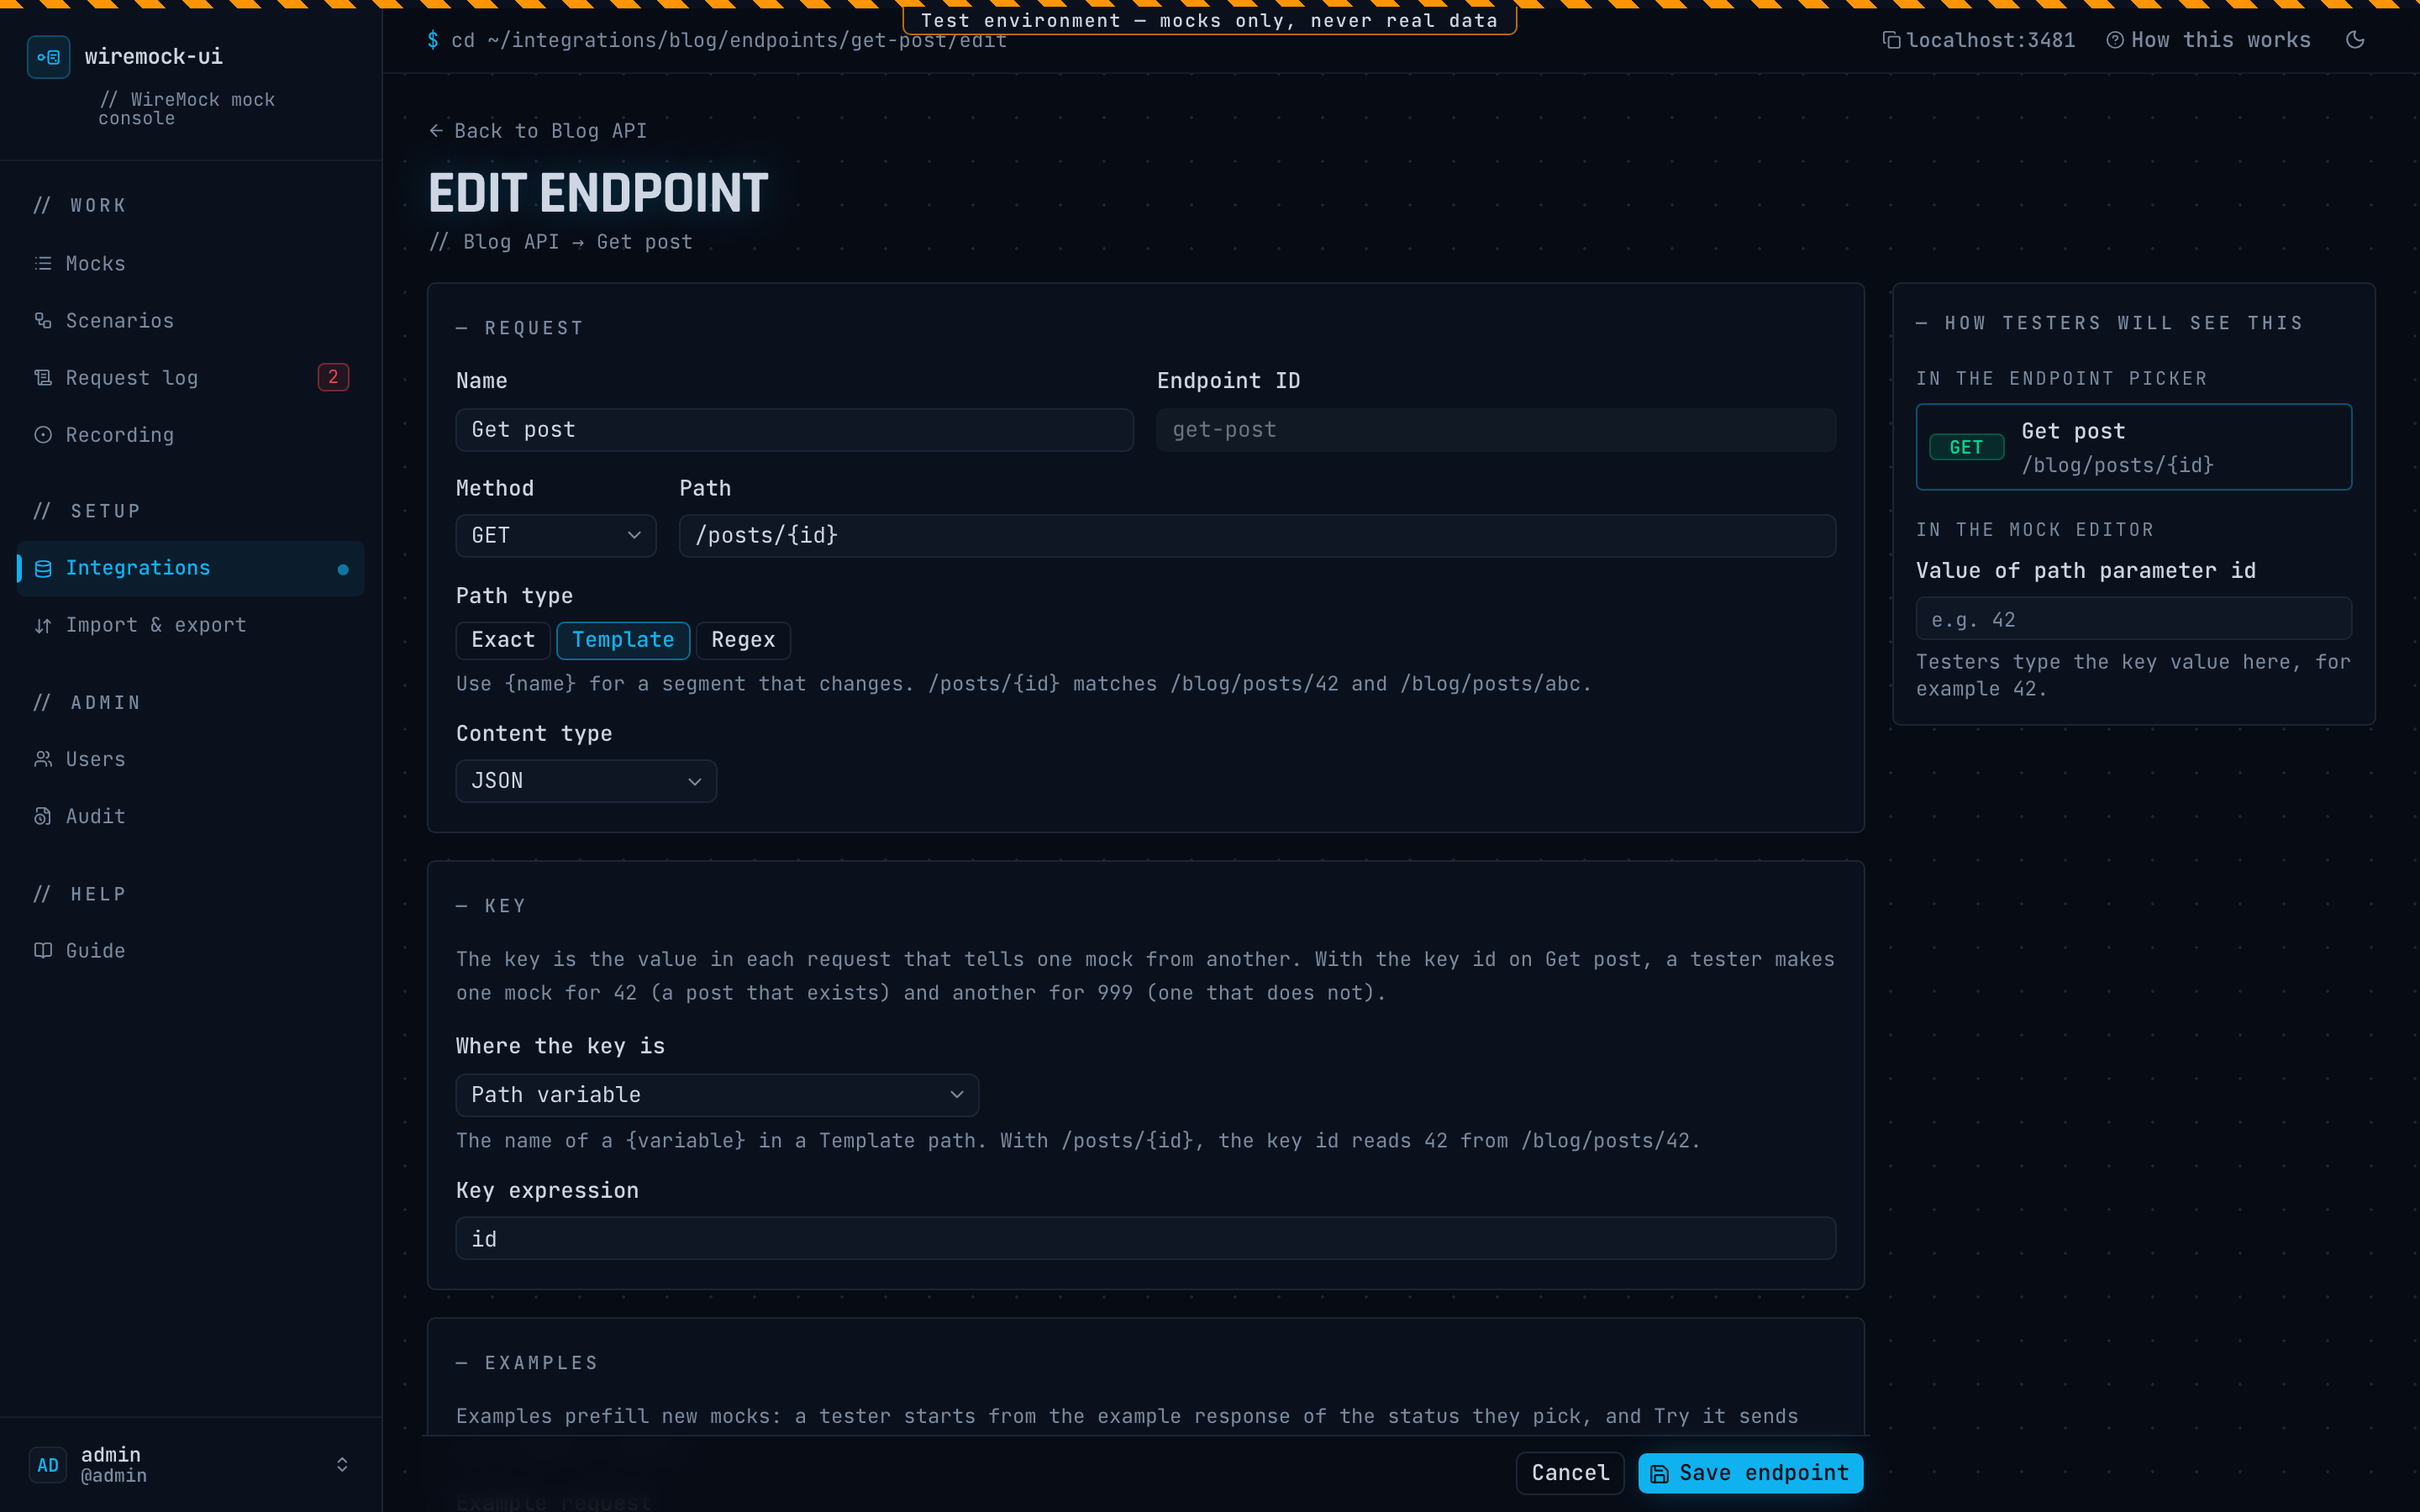 Test environment — mocks only, never real data
wiremock-ui
// WireMock mock
console
// WORK
Mocks
Scenarios
Request log
2
Recording
// SETUP
Integrations
Import & export
// ADMIN
Users
Audit
// HELP
Guide
AD
admin
@admin
$ cd ~/integrations/blog/endpoints/get-post/edit
localhost:3481
How this works
← Back to Blog API
EDIT ENDPOINT
// Blog API → Get post
— REQUEST
Name
Get post
Endpoint ID
get-post
Method
GET
Path
/posts/{id}
Path type
Exact
Template
Regex
Use {name} for a segment that changes. /posts/{id} matches /blog/posts/42 and /blog/posts/abc.
Content type
JSON
— KEY
The key is the value in each request that tells one mock from another. With the key id on Get post, a tester makes
one mock for 42 (a post that exists) and another for 999 (one that does not).
Where the key is
Path variable
The name of a {variable} in a Template path. With /posts/{id}, the key id reads 42 from /blog/posts/42.
Key expression
id
— EXAMPLES
Examples prefill new mocks: a tester starts from the example response of the status they pick, and Try it sends
Example request
Cancel
Save endpoint
— HOW TESTERS WILL SEE THIS
IN THE ENDPOINT PICKER
GET
Get post
/blog/posts/{id}
IN THE MOCK EDITOR
Value of path parameter id
e.g. 42
Testers type the key value here, for
example 42.